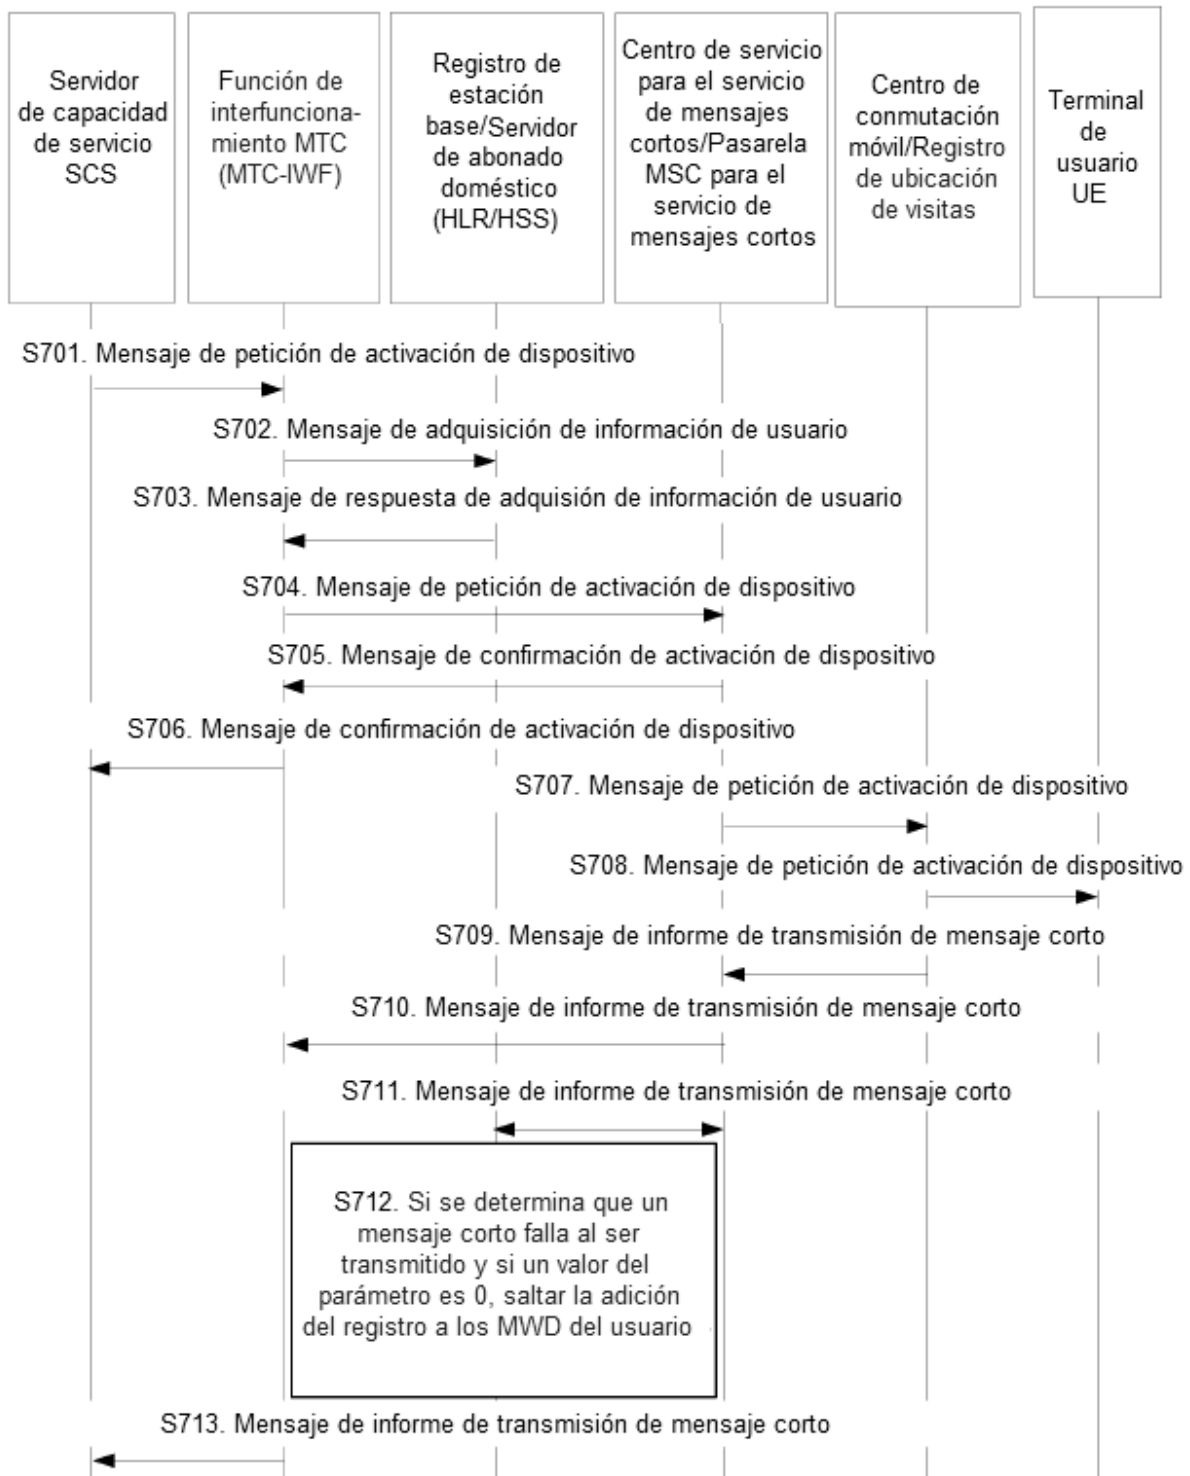 Servidor
de capacidad
de servicio
SCS
Función de
interfunciona-
miento MTC
(MTC-IWF)
Registro de
estación
base/Servidor
de abonado
doméstico
(HLR/HSS)
Centro de servicio
para el servicio
de mensajes
cortos/Pasarela
MSC para el
servicio de
mensajes cortos
Centro de
conmutación
móvil/Registro
de ubicación
de visitas
Terminal
de
usuario
UE
S701. Mensaje de petición de activación de dispositivo
S702. Mensaje de adquisición de información de usuario
S703. Mensaje de respuesta de adquisión de información de usuario
S704. Mensaje de petición de activación de dispositivo
S705. Mensaje de confirmación de activación de dispositivo
S706. Mensaje de confirmación de activación de dispositivo
S707. Mensaje de petición de activación de dispositivo
S708. Mensaje de petición de activación de dispositivo
S709. Mensaje de informe de transmisión de mensaje corto
S710. Mensaje de informe de transmisión de mensaje corto
S711. Mensaje de informe de transmisión de mensaje corto
S712. Si se determina que un
mensaje corto falla al ser
transmitido y si un valor del
parámetro es 0, saltar la adición
del registro a los MWD del usuario
S713. Mensaje de informe de transmisión de mensaje corto